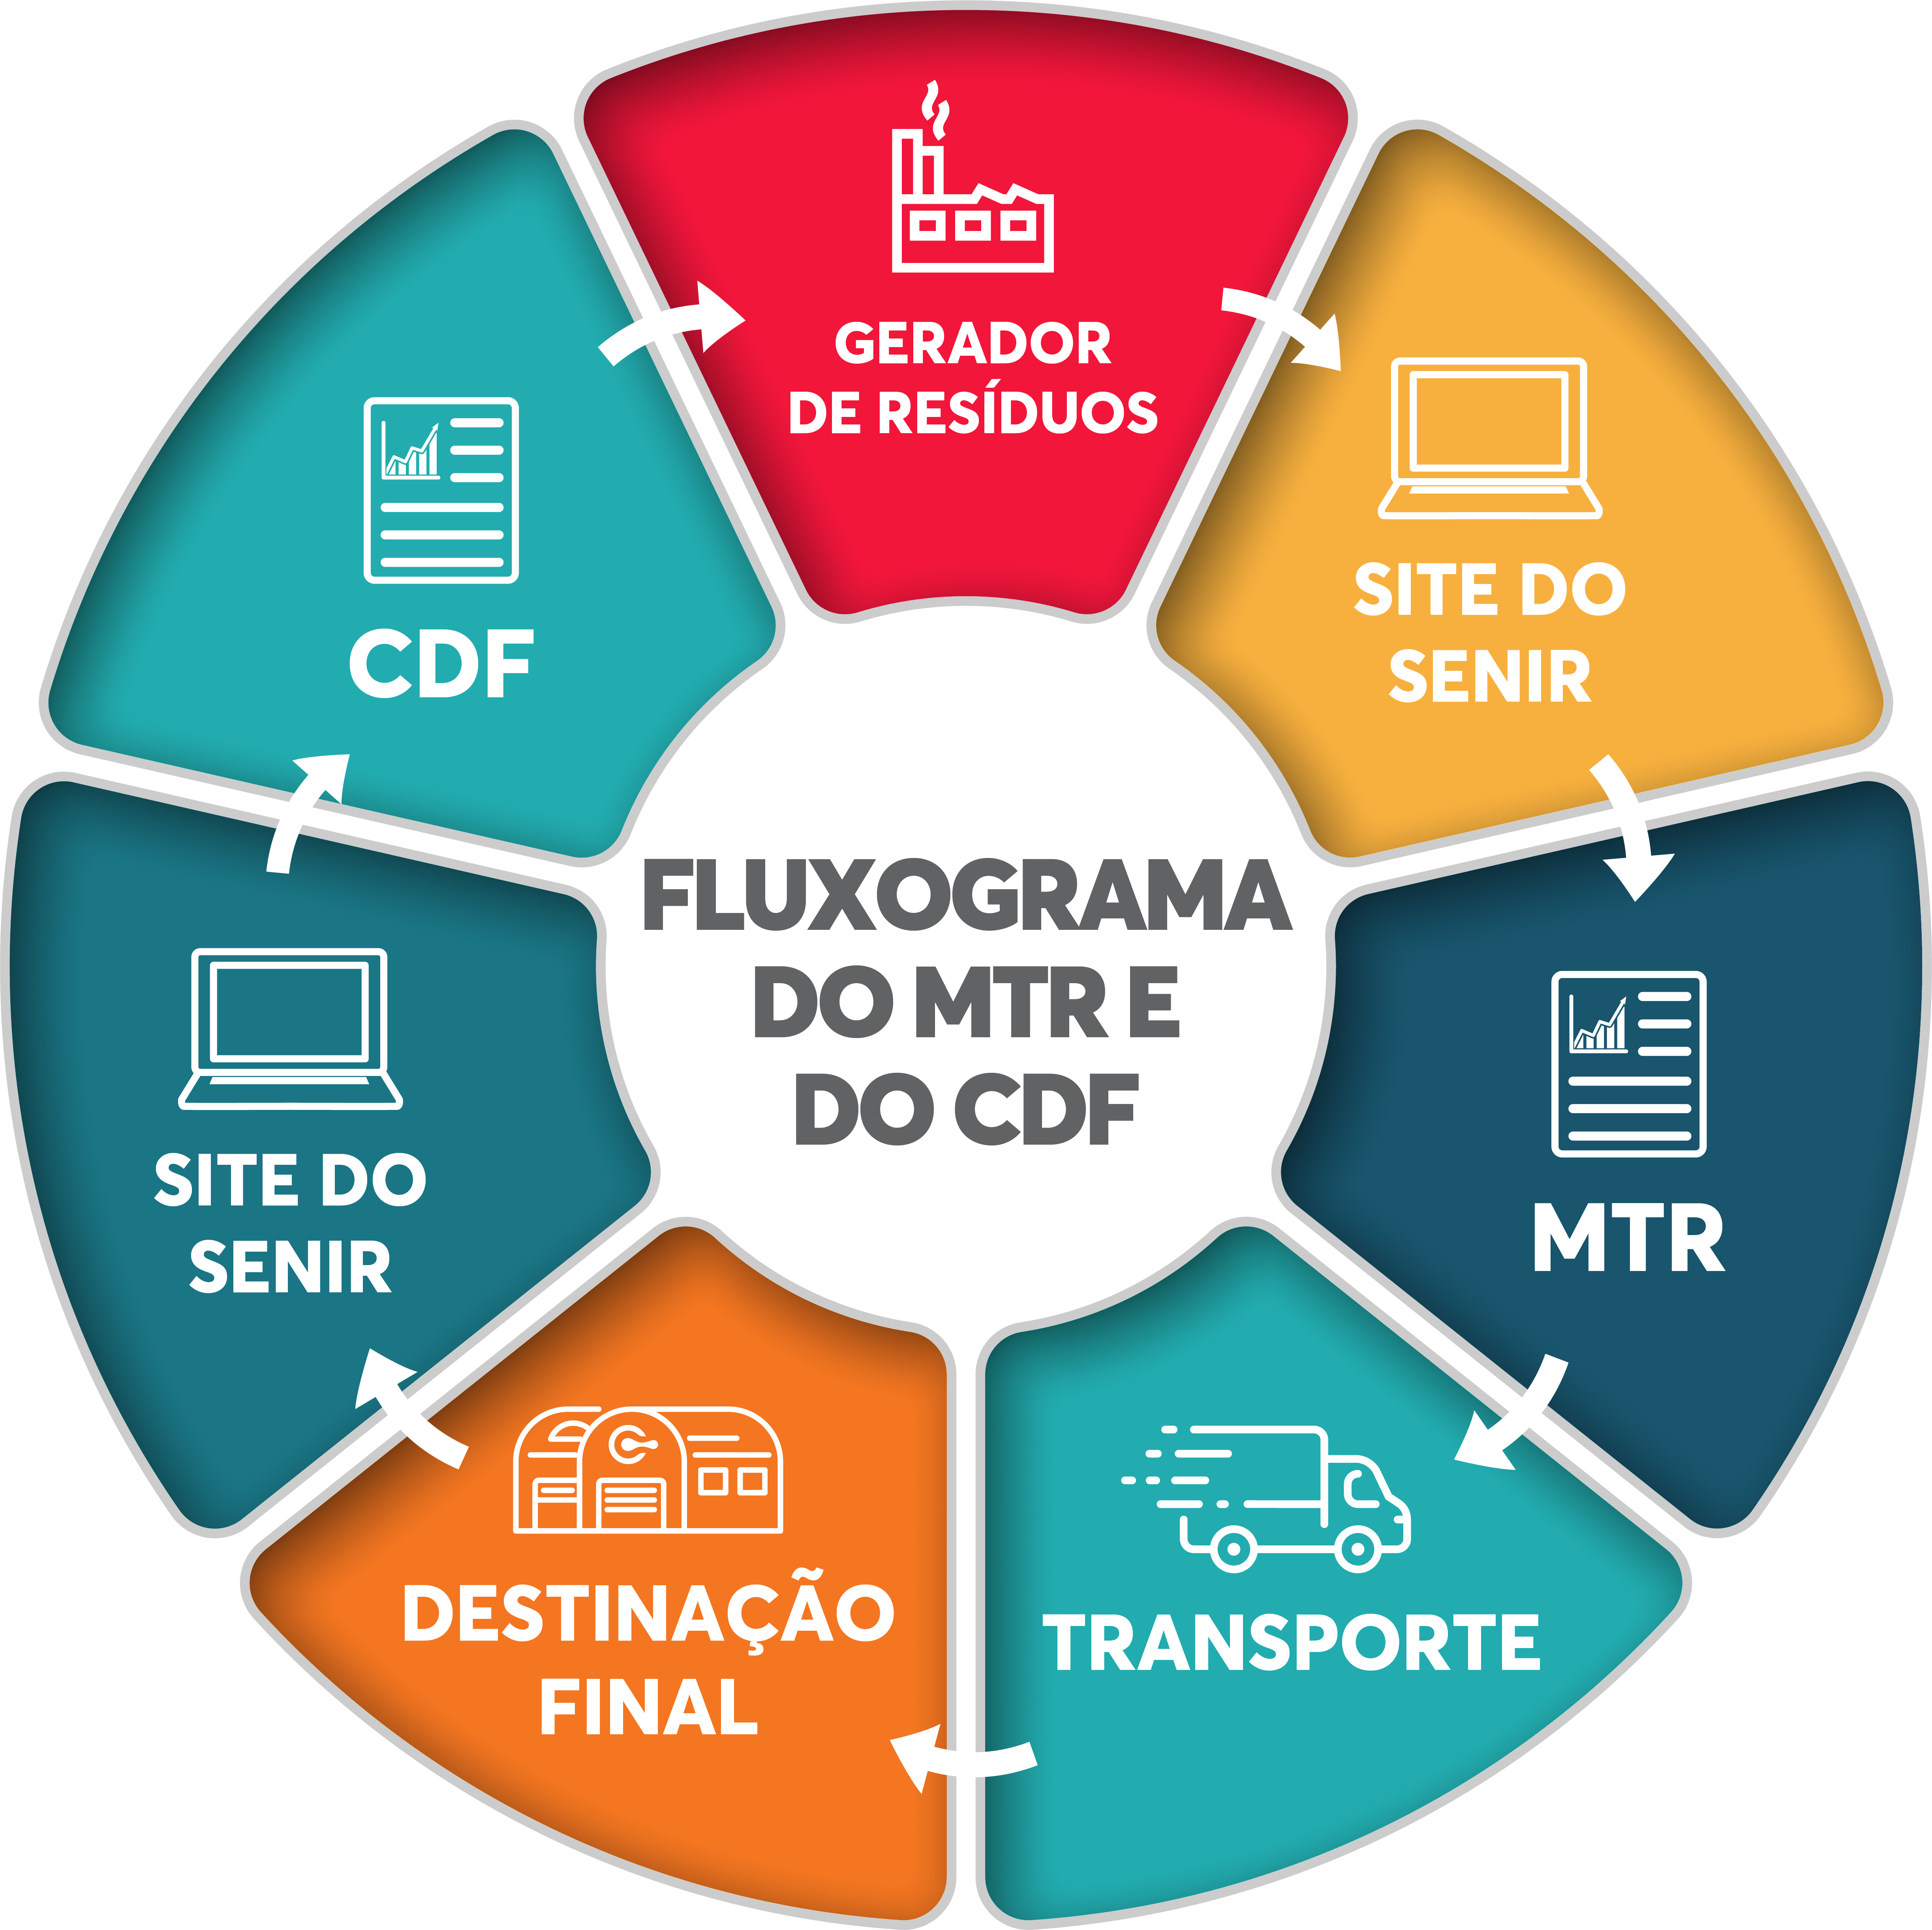 GERADOR
DE RESÍDUOS
SITE DO
SENIR
MTR
TRANSPORTE
DESTINAÇÃO
FINAL
SITE DO
SENIR
CDF
FLUXOGRAMA
DO MTR E
DO CDF